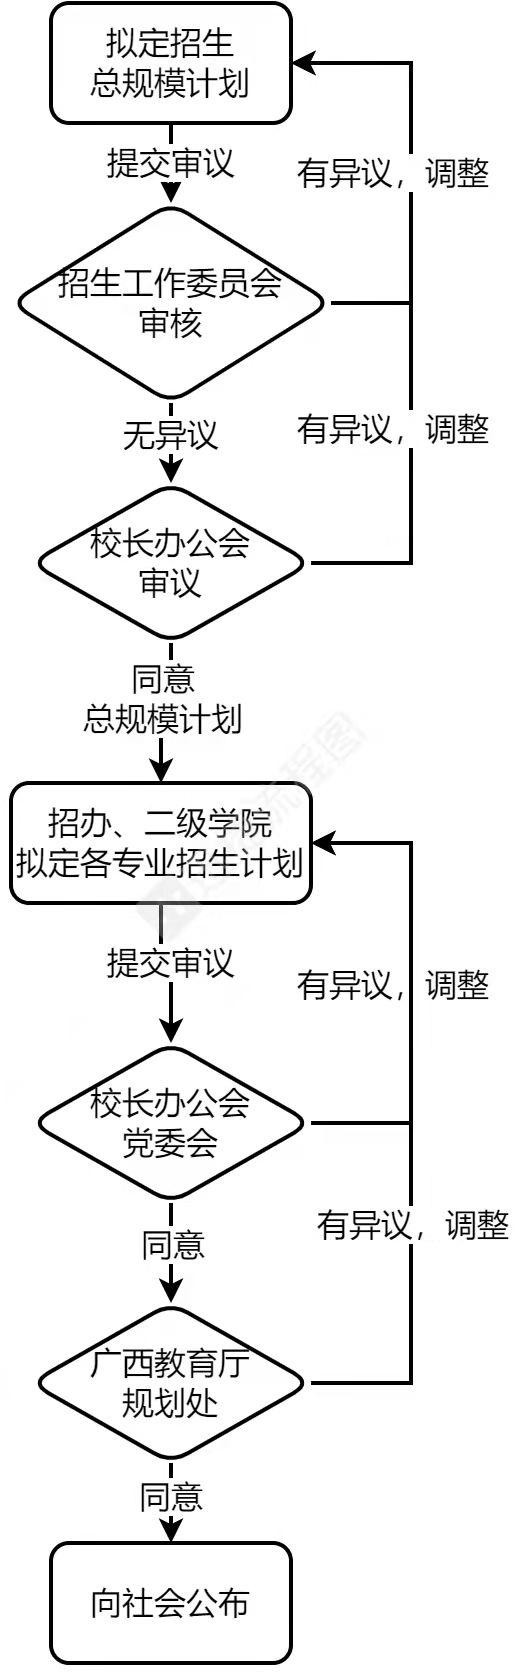 拟定招生
总规模计划
提交审议
有异议，调整
招生工作委员会
审核
无异议
有异议，调整
校长办公会
审议
同意
总规模计划
招办、二级学院
拟定各专业招生计划
提交审议
有异议，调整
校长办公会
党委会
同意
有异议，调整
广西教育厅
规划处
同意
向社会公布